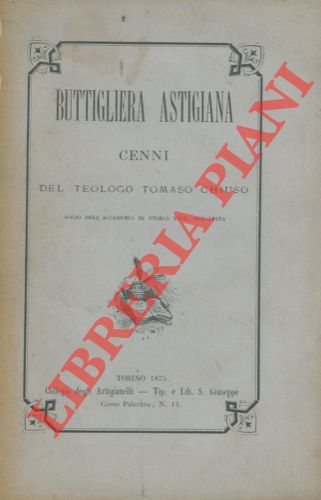 BUTTIGLIERA ASTIGIANA
CENNI
DEL TEOLOGO TOMASO CHIUSO
SOCIO DELL'ACCADEMIA DI STORIA SUBALPINA
TORINO 1875
Collegio degli Artigianelli — Tip. e Lib. S. Giuseppe
Corso Palestro, N. 14.
LIBRERIA PIANI